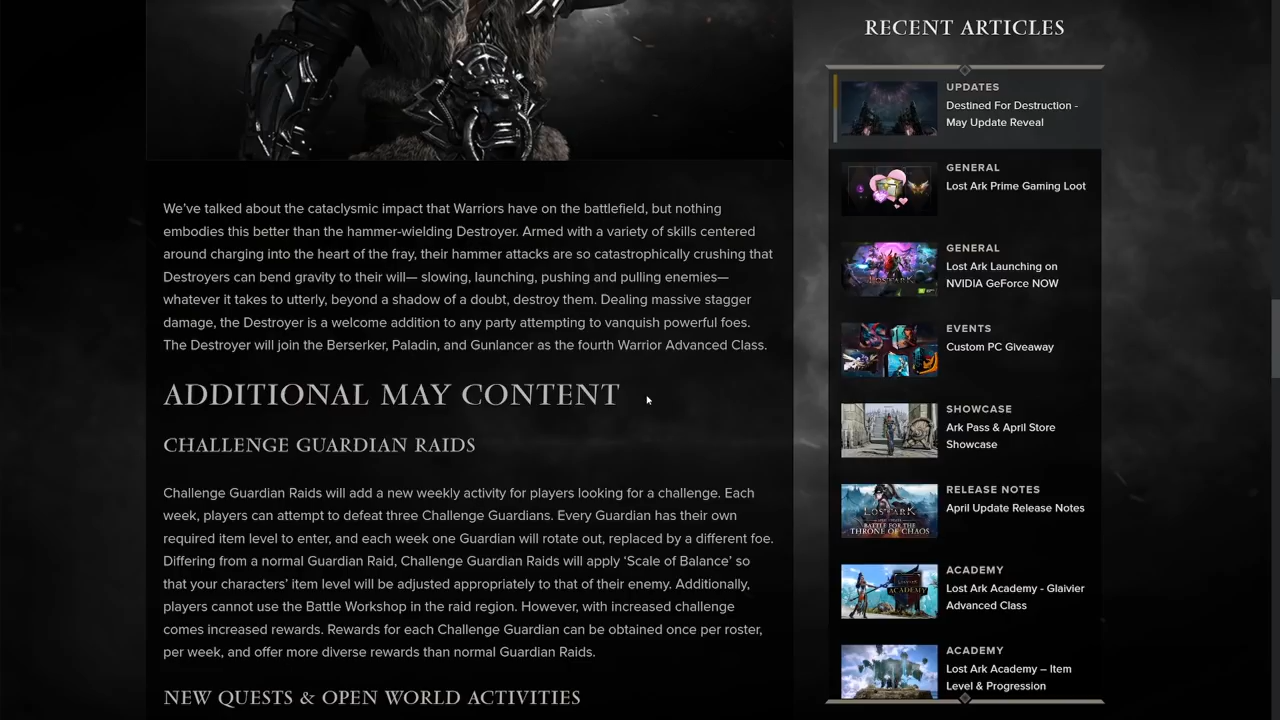 We've talked about the cataclysmic impact that Warriors have on the battlefield, but nothing
embodies this better than the hammer-wielding Destroyer. Armed with a variety of skills centered
around charging into the heart of the fray, their hammer attacks are so catastrophically crushing that
Destroyers can bend gravity to their will— slowing, launching, pushing and pulling enemies—
whatever it takes to utterly, beyond a shadow of a doubt, destroy them. Dealing massive stagger
damage, the Destroyer is a welcome addition to any party attempting to vanquish powerful foes.
The Destroyer will join the Berserker, Paladin, and Gunlancer as the fourth Warrior Advanced Class.
ADDITIONAL MAY CONTENT
CHALLENGE GUARDIAN RAIDS
Challenge Guardian Raids will add a new weekly activity for players looking for a challenge. Each
week, players can attempt to defeat three Challenge Guardians. Every Guardian has their own
required item level to enter, and each week one Guardian will rotate out, replaced by a different foe.
Differing from a normal Guardian Raid, Challenge Guardian Raids will apply ‘Scale of Balance’ so
that your characters’ item level will be adjusted appropriately to that of their enemy. Additionally,
players cannot use the Battle Workshop in the raid region. However, with increased challenge
comes increased rewards. Rewards for each Challenge Guardian can be obtained once per roster,
per week, and offer more diverse rewards than normal Guardian Raids.
NEW QUESTS & OPEN WORLD ACTIVITIES
RECENT ARTICLES
UPDATES
Destined For Destruction -
May Update Reveal
GENERAL
Lost Ark Prime Gaming Loot
GENERAL
Lost Ark Launching on
NVIDIA GeForce NOW
EVENTS
Custom PC Giveaway
SHOWCASE
Ark Pass & April Store
Showcase
LOST ARK
BATTLE FOR THE
THRONE OF CHAOS
RELEASE NOTES
April Update Release Notes
ACADEMY
ACADEMY
Lost Ark Academy - Glaivier
Advanced Class
ACADEMY
Lost Ark Academy – Item
Level & Progression